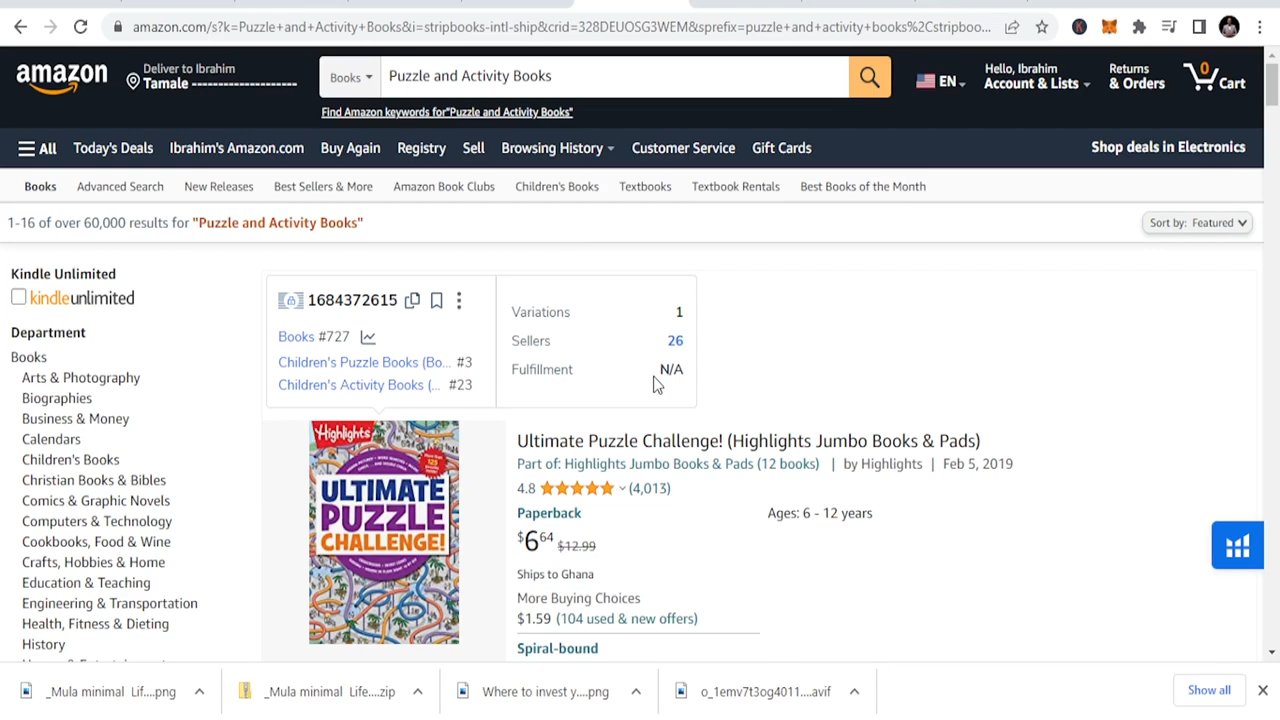 amazon.com/s?k=Puzzle+and+Activity+Books&i=stripbooks-intl-ship&crid=328DEUOSG3WEM&sprefix=puzzle+and+activity+books%2Cstripboo...
amazon
Deliver to Ibrahim
Tamale
Books
Puzzle and Activity Books
EN
Hello, Ibrahim
Account & Lists
Returns
& Orders
0
Cart
Find Amazon keywords for"Puzzle and Activity Books"
All
Today's Deals
Ibrahim's Amazon.com
Buy Again
Registry
Sell
Browsing History
Customer Service
Gift Cards
Shop deals in Electronics
Books
Advanced Search
New Releases
Best Sellers & More
Amazon Book Clubs
Children's Books
Textbooks
Textbook Rentals
Best Books of the Month
1-16 of over 60,000 results for "Puzzle and Activity Books"
Sort by: Featured
Kindle Unlimited
kindleunlimited
Department
Books
Arts & Photography
Biographies
Business & Money
Calendars
Children's Books
Christian Books & Bibles
Comics & Graphic Novels
Computers & Technology
Cookbooks, Food & Wine
Crafts, Hobbies & Home
Education & Teaching
Engineering & Transportation
Health, Fitness & Dieting
History
1684372615
Books #727
Children's Puzzle Books (Bo... #3
Children's Activity Books (... #23
Variations 1
Sellers 26
Fulfillment N/A
Highlights
ULTIMATE
PUZZLE
CHALLENGE!
Ultimate Puzzle Challenge! (Highlights Jumbo Books & Pads)
Part of: Highlights Jumbo Books & Pads (12 books) | by Highlights | Feb 5, 2019
4.8 (4,013)
Paperback
Ages: 6 - 12 years
$6 64 $12.99
Ships to Ghana
More Buying Choices
$1.59 (104 used & new offers)
Spiral-bound
_Mula minimal Lif....png
_Mula minimal Life....zip
Where to invest y....png
o_1emv7t3og4011....avif
Show all